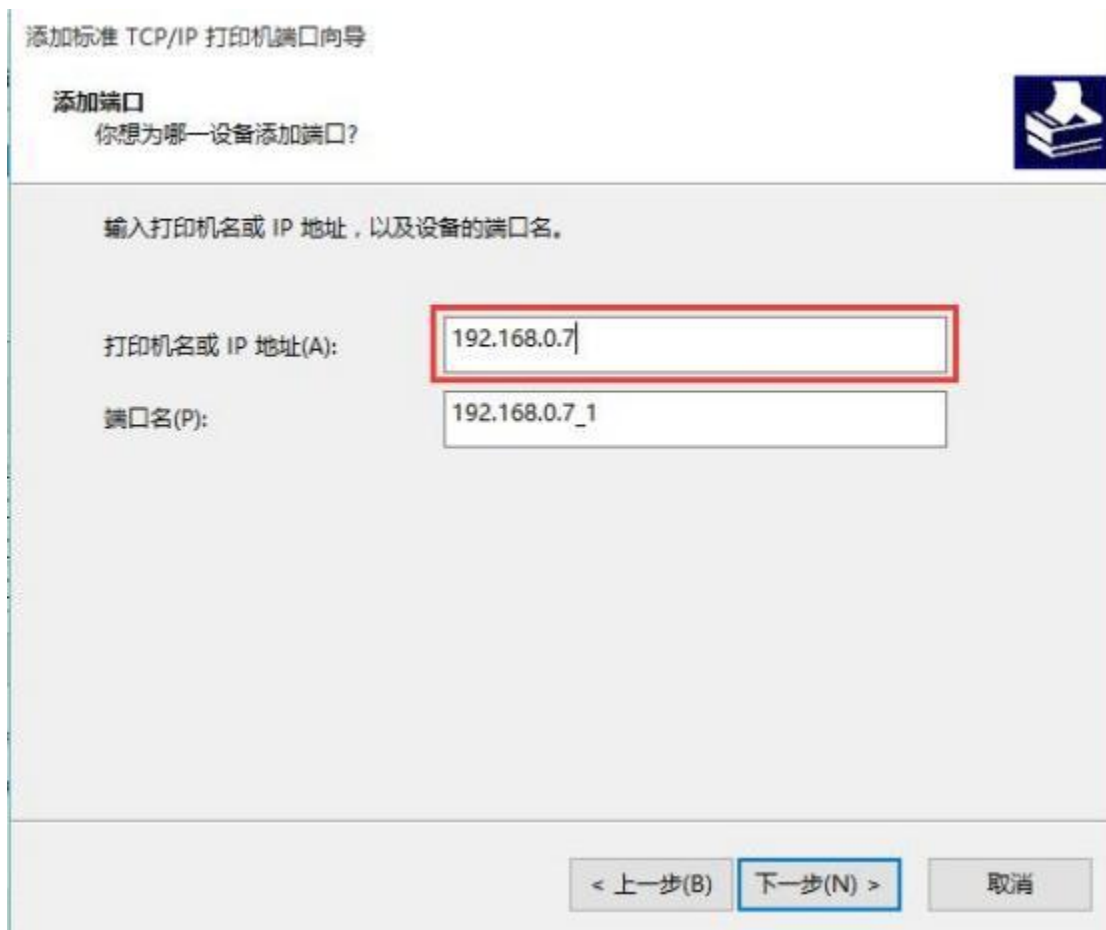 添加标准 TCP/IP 打印机端口向导
添加端口
你想为哪一设备添加端口?
输入打印机名或 IP 地址，以及设备的端口名。
打印机名或 IP 地址(A):
192.168.0.7
端口名(P):
192.168.0.7_1
< 上一步(B)
下一步(N) >
取消